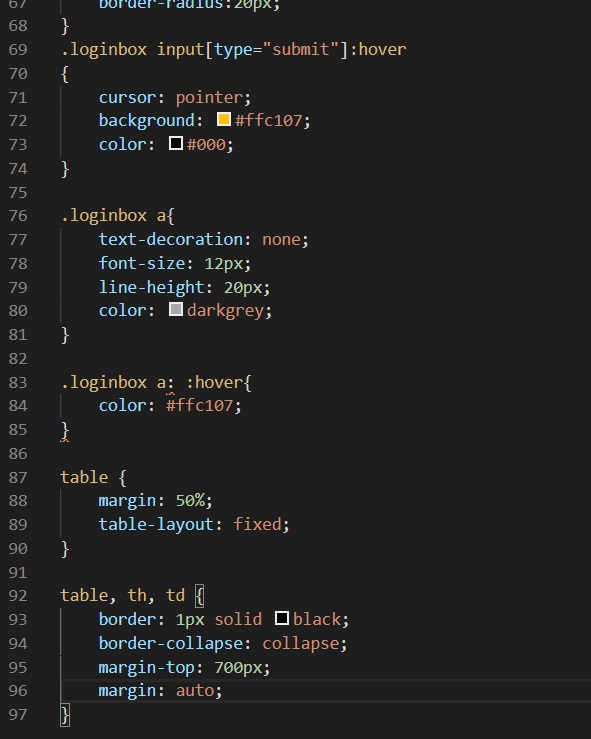 67 border-radius:20px;
68 }
69 .loginbox input[type="submit"]:hover
70 {
71 cursor: pointer;
72 background: #ffc107;
73 color: #000;
74 }
75
76 .loginbox a{
77 text-decoration: none;
78 font-size: 12px;
79 line-height: 20px;
80 color: darkgrey;
81 }
82
83 .loginbox a: :hover{
84 color: #ffc107;
85 }
86
87 table {
88 margin: 50%;
89 table-layout: fixed;
90 }
91
92 table, th, td {
93 border: 1px solid black;
94 border-collapse: collapse;
95 margin-top: 700px;
96 margin: auto;
97 }